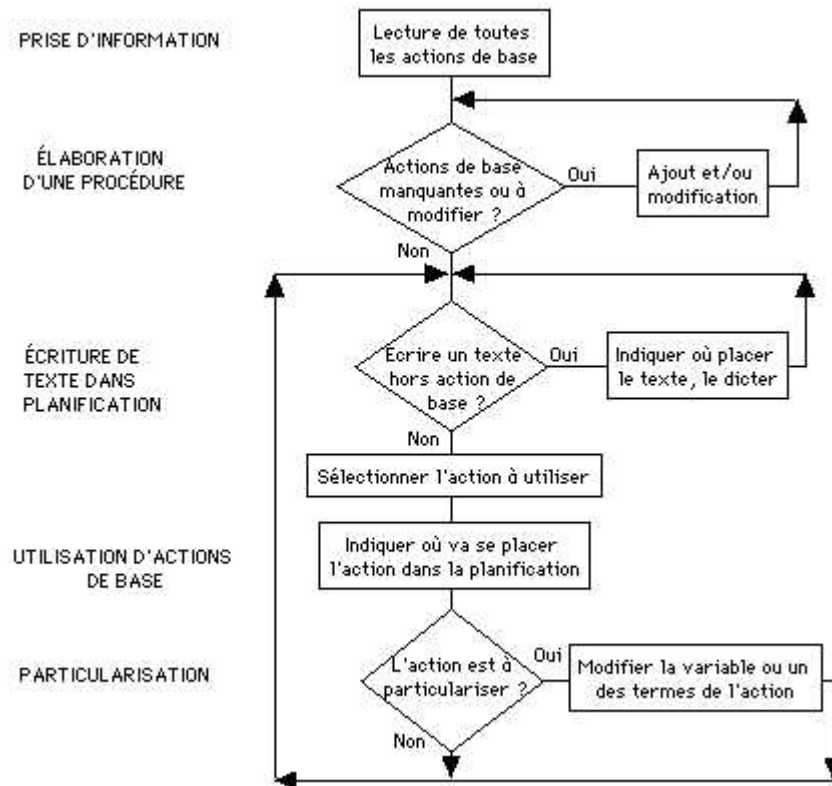 PRISE D'INFORMATION
Lecture de toutes
les actions de base
ÉLABORATION
D'UNE PROCÉDURE
Actions de base
manquantes ou à
modifier ?
Oui
Ajout et/ou
modification
Non
ÉCRITURE DE
TEXTE DANS
PLANIFICATION
Ecrire un texte
hors action de
base ?
Oui
Indiquer où placer
le texte, le dicter
Non
Sélectionner l'action à utiliser
UTILISATION D'ACTIONS
DE BASE
Indiquer où va se placer
l'action dans la planification
PARTICULARISATION
L'action est à
particulariser ?
Oui
Modifier la variable ou un
des termes de l'action
Non